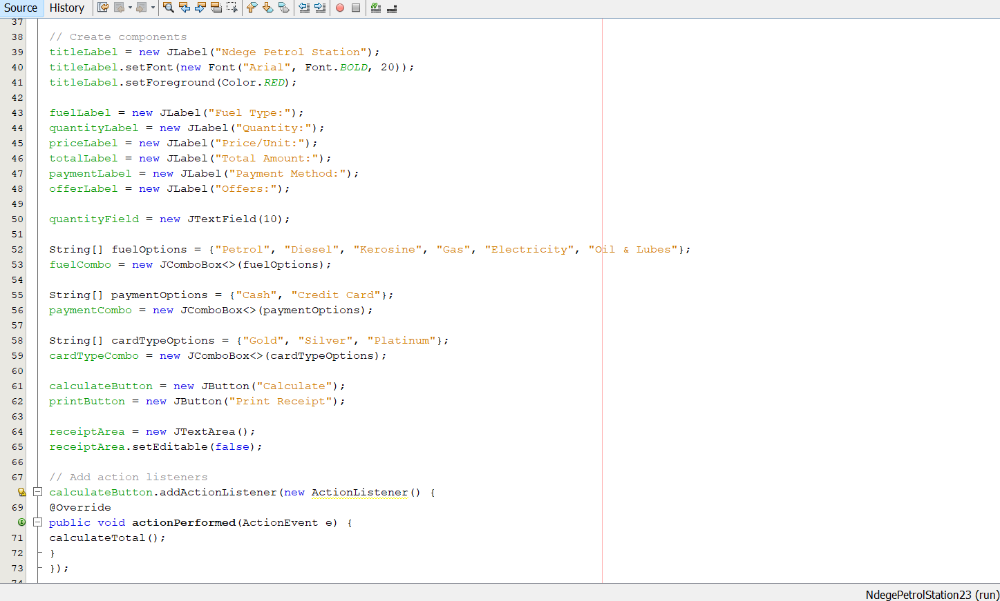 Source History
37
38 // Create components
39 titleLabel = new JLabel("Ndege Petrol Station");
40 titleLabel.setFont(new Font("Arial", Font.BOLD, 20));
41 titleLabel.setForeground(Color.RED);
42
43 fuelLabel = new JLabel("Fuel Type:");
44 quantityLabel = new JLabel("Quantity:");
45 priceLabel = new JLabel("Price/Unit:");
46 totalLabel = new JLabel("Total Amount:");
47 paymentLabel = new JLabel("Payment Method:");
48 offerLabel = new JLabel("Offers:");
49
50 quantityField = new JTextField(10);
51
52 String[] fuelOptions = {"Petrol", "Diesel", "Kerosine", "Gas", "Electricity", "Oil & Lubes"};
53 fuelCombo = new JComboBox<>(fuelOptions);
54
55 String[] paymentOptions = {"Cash", "Credit Card"};
56 paymentCombo = new JComboBox<>(paymentOptions);
57
58 String[] cardTypeOptions = {"Gold", "Silver", "Platinum"};
59 cardTypeCombo = new JComboBox<>(cardTypeOptions);
60
61 calculateButton = new JButton("Calculate");
62 printButton = new JButton("Print Receipt");
63
64 receiptArea = new JTextArea();
65 receiptArea.setEditable(false);
66
67 // Add action listeners
calculateButton.addActionListener(new ActionListener() {
69 @Override
public void actionPerformed(ActionEvent e) {
71 calculateTotal();
72 }
73 });
74
NdegePetrolStation23 (run)